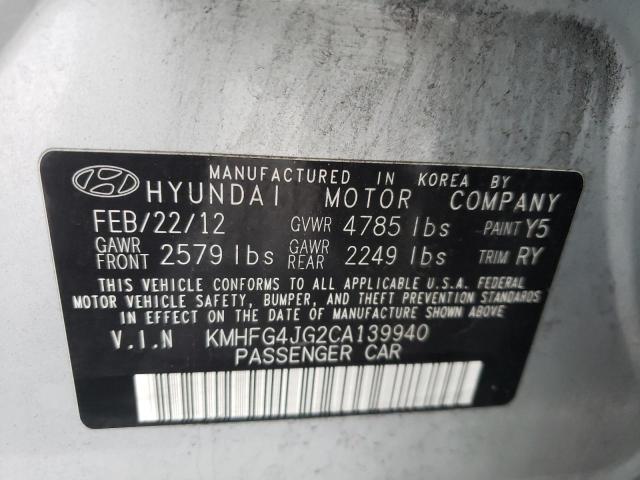 MANUFACTURED IN KOREA BY
HYUNDAI MOTOR COMPANY
FEB/22/12 GVWR 4785 lbs PAINT Y5
GAWR FRONT 2579 lbs GAWR REAR 2249 lbs TRIM RY
THIS VEHICLE CONFORMS TO ALL APPLICABLE U.S.A. FEDERAL
MOTOR VEHICLE SAFETY, BUMPER, AND THEFT PREVENTION STANDARDS
IN EFFECT ON THE DATE OF MANUFACTURE SHOWN ABOVE.
V.I.N KMHFG4JG2CA139940
PASSENGER CAR